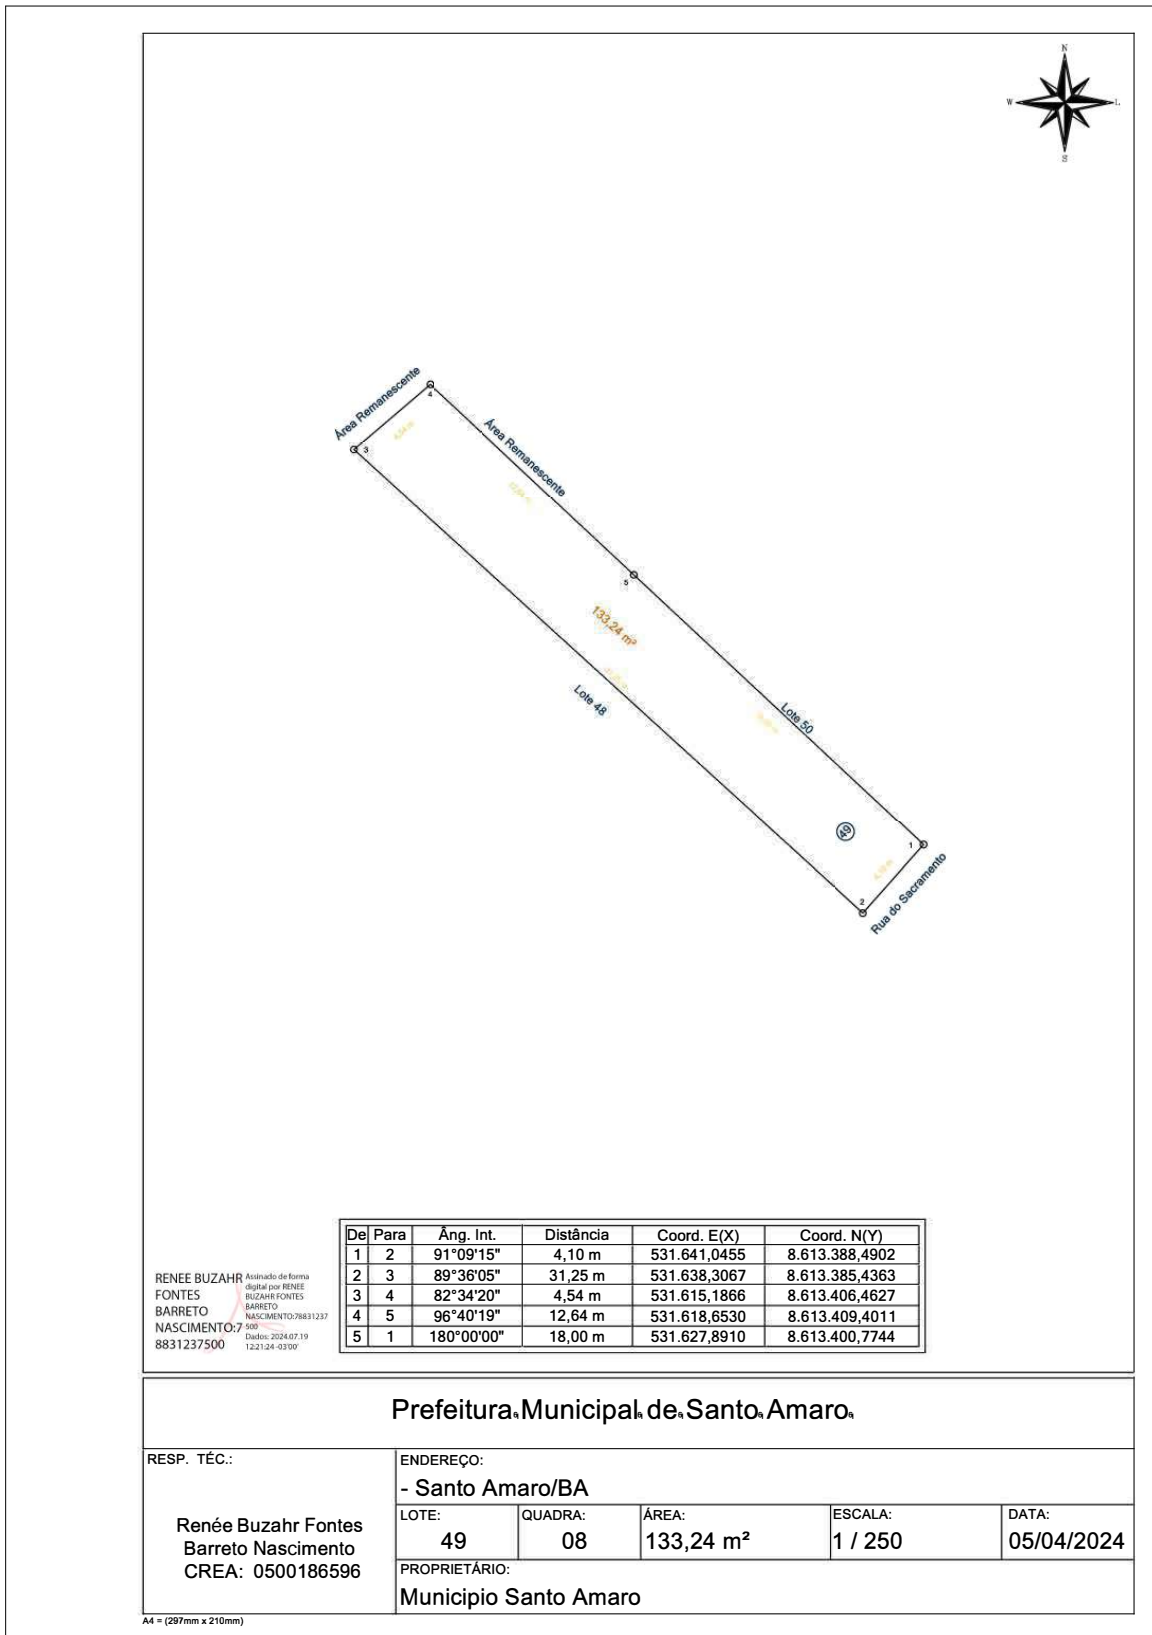 N
W
L
S
Área Remanescente
4
4,54 m
3
Área Remanescente
12,64 m
5
133,24 m²
Lote 48
Lote 50
49
1
2
Rua do Sacramento
De Para Âng. Int. Distância Coord. E(X) Coord. N(Y)
1 2 91°09'15" 4,10 m 531.641,0455 8.613.388,4902
2 3 89°36'05" 31,25 m 531.638,3067 8.613.385,4363
3 4 82°34'20" 4,54 m 531.615,1866 8.613.406,4627
4 5 96°40'19" 12,64 m 531.618,6530 8.613.409,4011
5 1 180°00'00" 18,00 m 531.627,8910 8.613.400,7744
RENEE BUZAHR
FONTES
BARRETO
NASCIMENTO:7
8831237500
Assinado de forma
digital por RENEE
BUZAHR FONTES
BARRETO
NASCIMENTO:78831237
500
Dados: 2024.07.19
12:21:24 -03'00'
Prefeitura Municipal de Santo Amaro
RESP. TÉC.:
Renée Buzahr Fontes
Barreto Nascimento
CREA: 0500186596
ENDEREÇO:
- Santo Amaro/BA
LOTE: QUADRA: ÁREA: ESCALA: DATA:
49 08 133,24 m² 1 / 250 05/04/2024
PROPRIETÁRIO:
Municipio Santo Amaro
A4 = (297mm x 210mm)